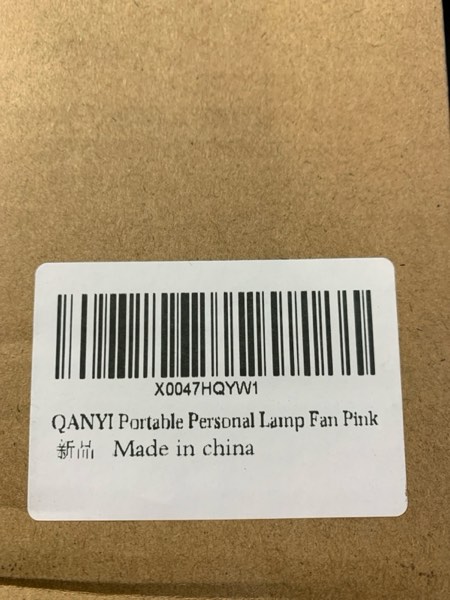 X0047HQYW1
QANYI Portable Personal Lamp Fan Pink
新品 Made in china